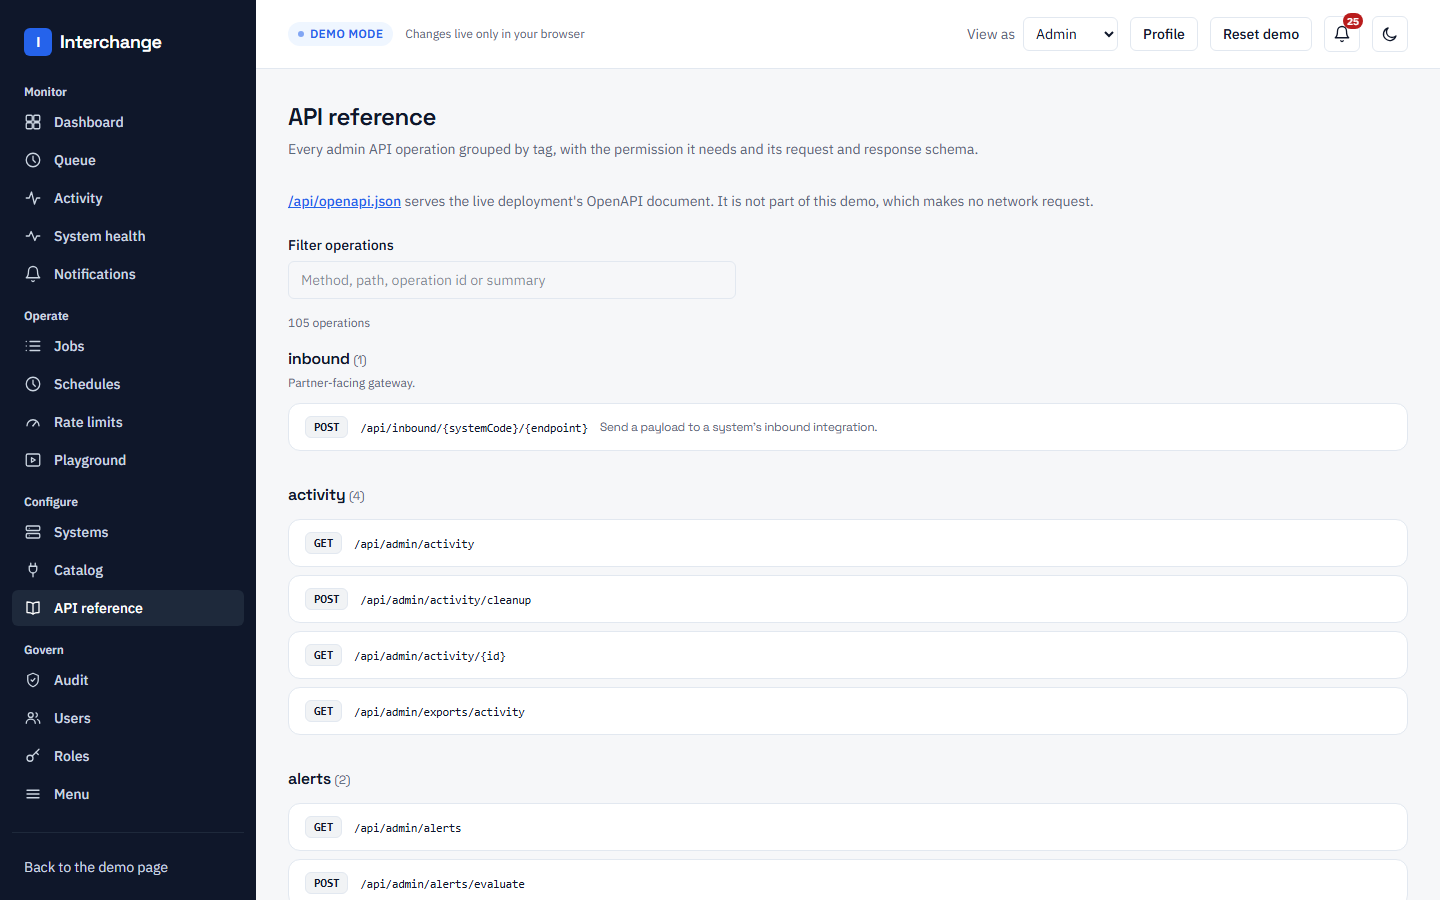 I Interchange
Monitor
Dashboard
Queue
Activity
System health
Notifications
Operate
Jobs
Schedules
Rate limits
Playground
Configure
Systems
Catalog
API reference
Govern
Audit
Users
Roles
Menu
Back to the demo page
DEMO MODE Changes live only in your browser
View as Admin Profile Reset demo 25
API reference
Every admin API operation grouped by tag, with the permission it needs and its request and response schema.
/api/openapi.json serves the live deployment's OpenAPI document. It is not part of this demo, which makes no network request.
Filter operations
Method, path, operation id or summary
105 operations
inbound (1)
Partner-facing gateway.
POST /api/inbound/{systemCode}/{endpoint} Send a payload to a system's inbound integration.
activity (4)
GET /api/admin/activity
POST /api/admin/activity/cleanup
GET /api/admin/activity/{id}
GET /api/admin/exports/activity
alerts (2)
GET /api/admin/alerts
POST /api/admin/alerts/evaluate